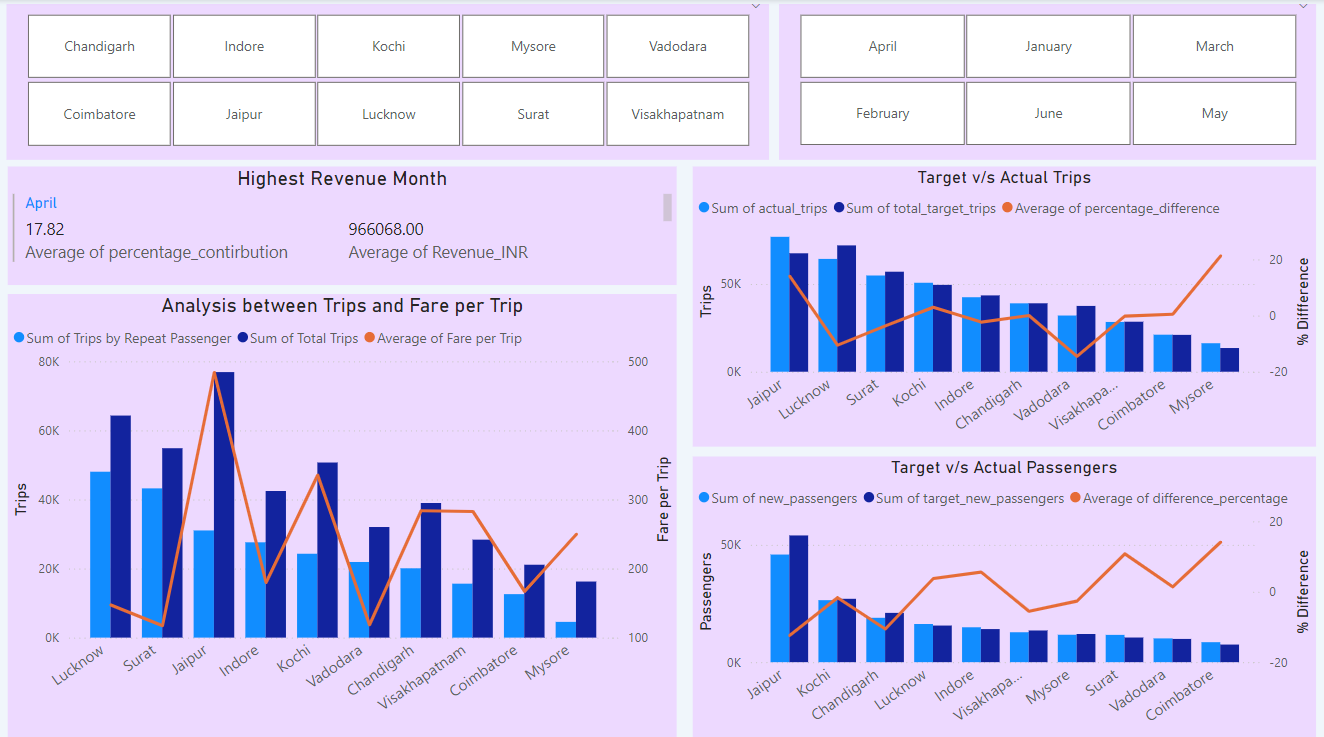 Chandigarh Indore Kochi Mysore Vadodara
Coimbatore Jaipur Lucknow Surat Visakhapatnam
April January March
February June May
Highest Revenue Month
April
17.82 966068.00
Average of percentage_contirbution Average of Revenue_INR
Analysis between Trips and Fare per Trip
Sum of Trips by Repeat Passenger Sum of Total Trips Average of Fare per Trip
80K 500
60K 400
40K 300
20K 200
0K 100
Trips
Fare per Trip
Lucknow Surat Jaipur Indore Kochi Vadodara Chandigarh Visakhapatnam Coimbatore Mysore
Target v/s Actual Trips
Sum of actual_trips Sum of total_target_trips Average of percentage_difference
20
50K 0
0K -20
Trips
% Difference
Jaipur Lucknow Surat Kochi Indore Chandigarh Vadodara Visakhapa... Coimbatore Mysore
Target v/s Actual Passengers
Sum of new_passengers Sum of target_new_passengers Average of difference_percentage
20
50K
0
0K -20
Passengers
% Difference
Jaipur Kochi Chandigarh Lucknow Indore Visakhapa... Mysore Surat Vadodara Coimbatore